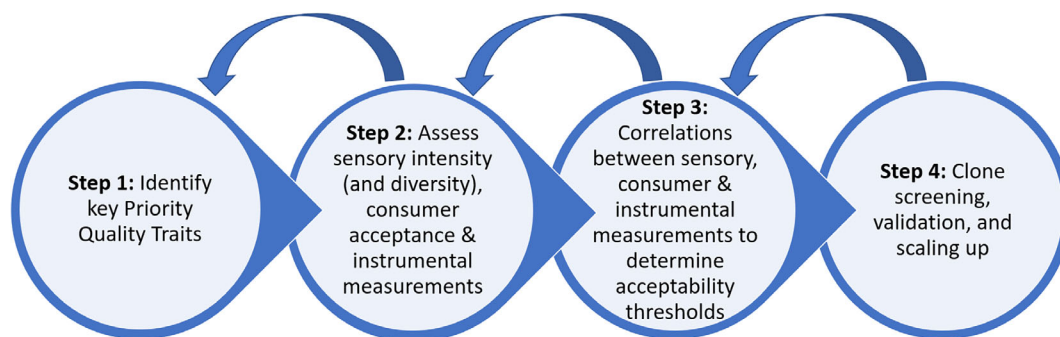 Step 1: Identify
key Priority
Quality Traits
Step 2: Assess
sensory intensity
(and diversity),
consumer
acceptance &
instrumental
measurements
Step 3:
Correlations
between sensory,
consumer &
instrumental
measurements to
determine
acceptability
thresholds
Step 4: Clone
screening,
validation, and
scaling up